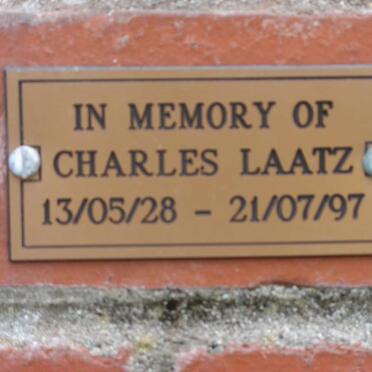 IN MEMORY OF
CHARLES LAATZ
13/05/28 - 21/07/97